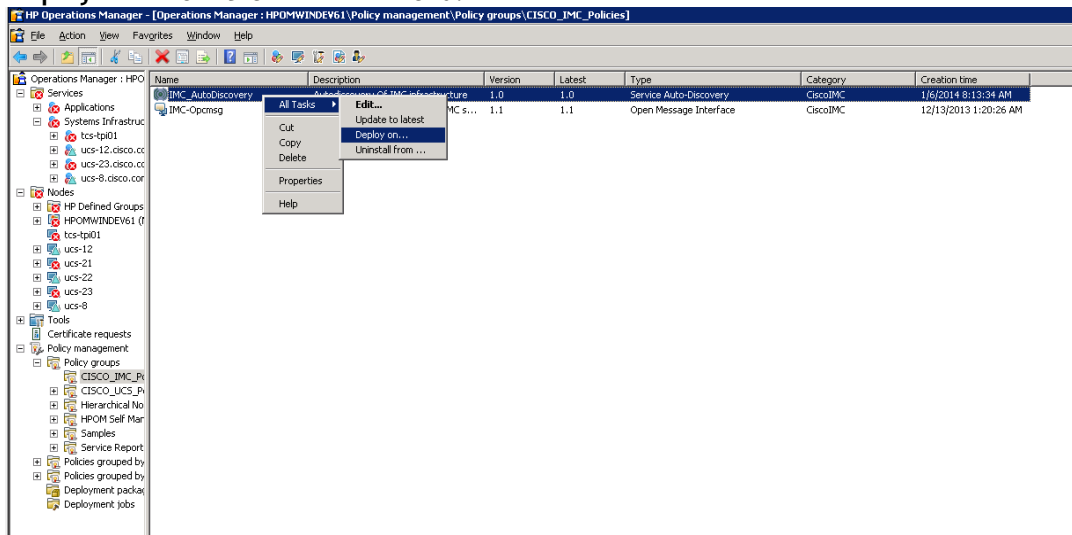 HP Operations Manager - [Operations Manager : HPOMWINDEV61\Policy management\Policy groups\CISCO_IMC_Policies]
File Action View Favorites Window Help
Operations Manager : HPO
Services
Applications
Systems Infrastruc
tcs-tpi01
ucs-12.cisco.cc
ucs-23.cisco.cc
ucs-8.cisco.cor
Nodes
HP Defined Groups
HPOMWINDEV61 (M
tcs-tpi01
ucs-12
ucs-21
ucs-22
ucs-23
ucs-8
Tools
Certificate requests
Policy management
Policy groups
CISCO_IMC_Po
CISCO_UCS_P
Hierarchical No
HPOM Self Mar
Samples
Service Report
Policies grouped by
Policies grouped by
Deployment packag
Deployment jobs
Name Description Version Latest Type Category Creation time
IMC_AutoDiscovery Autodiscovery Of IMC infrastructure 1.0 1.0 Service Auto-Discovery CiscoIMC 1/6/2014 8:13:34 AM
IMC-Opcmsg MC s... 1.1 1.1 Open Message Interface CiscoIMC 12/13/2013 1:20:26 AM
All Tasks
Cut
Copy
Delete
Properties
Help
Edit...
Update to latest
Deploy on...
Uninstall from ...